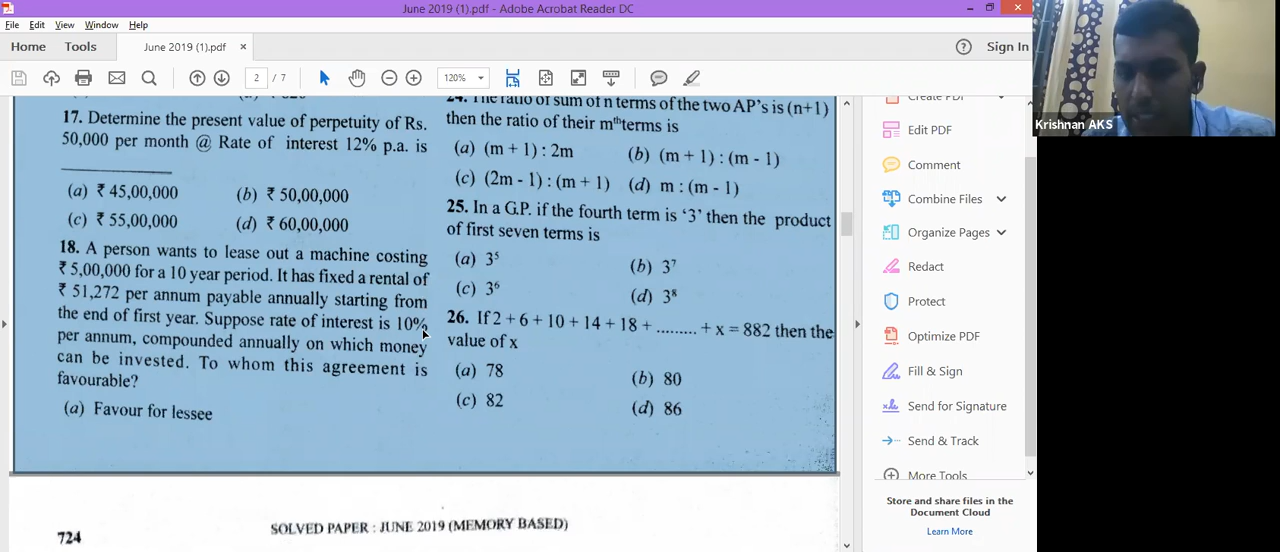 June 2019 (1).pdf - Adobe Acrobat Reader DC
File Edit View Window Help
Home Tools June 2019 (1).pdf × Sign In
2 / 7 120%
17. Determine the present value of perpetuity of Rs.
50,000 per month @ Rate of interest 12% p.a. is
(a) ₹ 45,00,000 (b) ₹ 50,00,000
(c) ₹ 55,00,000 (d) ₹ 60,00,000
18. A person wants to lease out a machine costing
₹ 5,00,000 for a 10 year period. It has fixed a rental of
₹ 51,272 per annum payable annually starting from
the end of first year. Suppose rate of interest is 10%
per annum, compounded annually on which money
can be invested. To whom this agreement is
favourable?
(a) Favour for lessee
24. The ratio of sum of n terms of the two AP's is (n+1)
then the ratio of their mᵗʰterms is
(a) (m + 1) : 2m (b) (m + 1) : (m - 1)
(c) (2m - 1) : (m + 1) (d) m : (m - 1)
25. In a G.P. if the fourth term is '3' then the product
of first seven terms is
(a) 3⁵ (b) 3⁷
(c) 3⁶ (d) 3⁸
26. If 2 + 6 + 10 + 14 + 18 + ......... + x = 882 then the
value of x
(a) 78 (b) 80
(c) 82 (d) 86
724 SOLVED PAPER : JUNE 2019 (MEMORY BASED)
Create PDF
Edit PDF
Comment
Combine Files
Organize Pages
Redact
Protect
Optimize PDF
Fill & Sign
Send for Signature
Send & Track
More Tools
Store and share files in the
Document Cloud
Learn More
Krishnan AKS